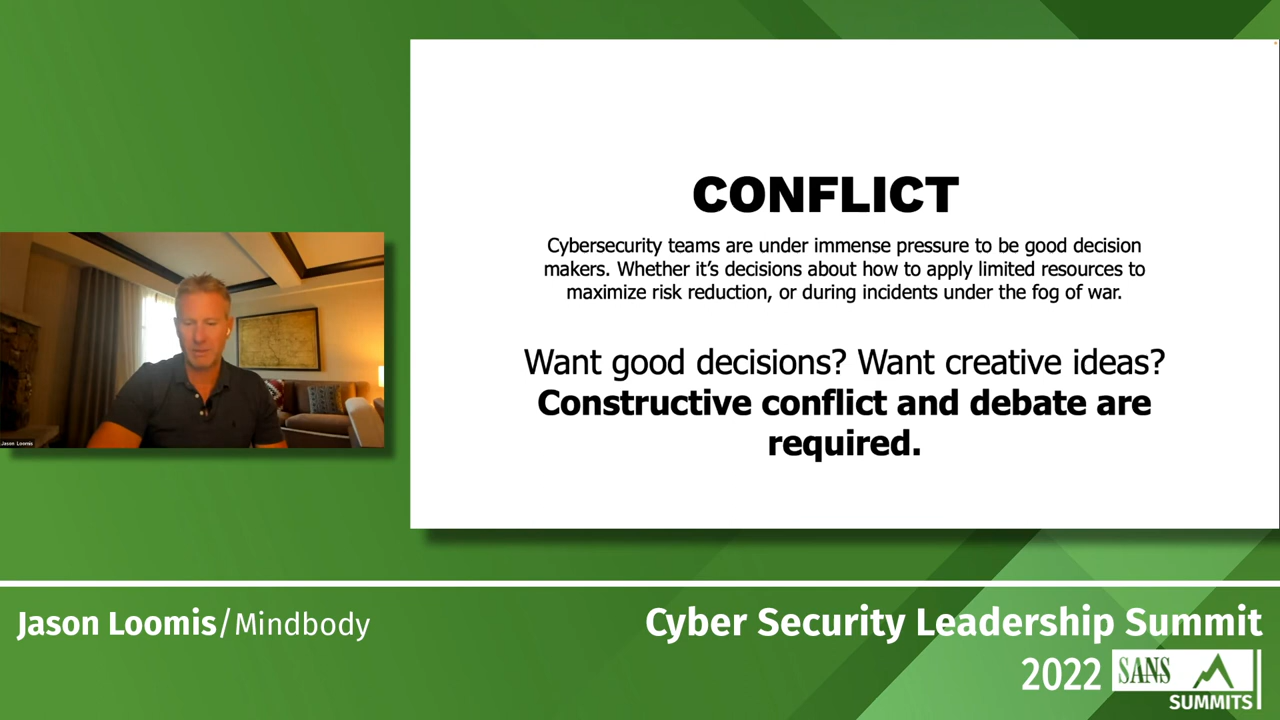 CONFLICT
Cybersecurity teams are under immense pressure to be good decision
makers. Whether it’s decisions about how to apply limited resources to
maximize risk reduction, or during incidents under the fog of war.
Want good decisions? Want creative ideas?
Constructive conflict and debate are
required.
Jason Loomis
Jason Loomis/Mindbody
Cyber Security Leadership Summit
2022 SANS
SUMMITS